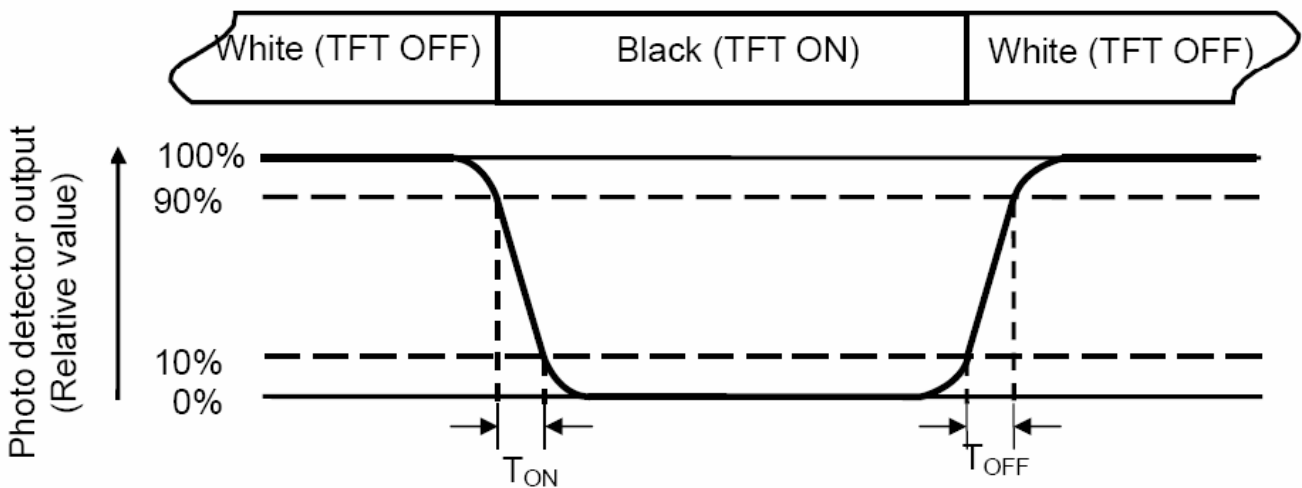 White (TFT OFF)
Black (TFT ON)
White (TFT OFF)
Photo detector output
(Relative value)
100%
90%
10%
0%
TON
TOFF